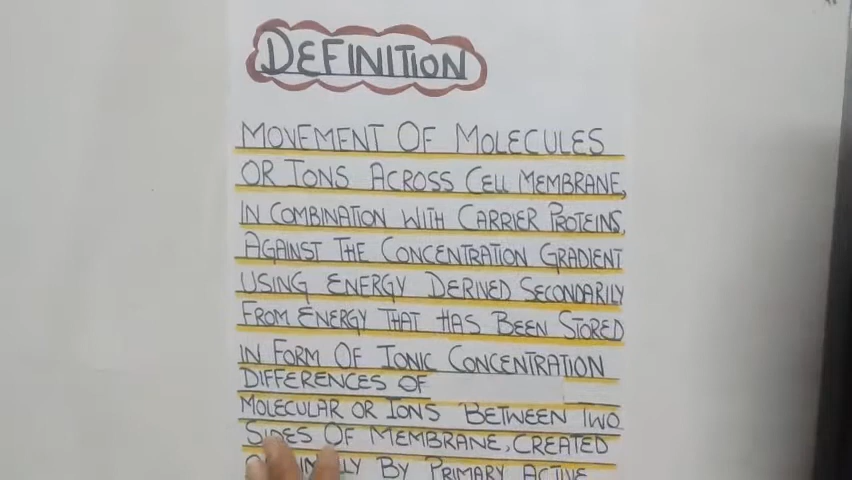 DEFINITION
MOVEMENT OF MOLECULES
OR IONS ACROSS CELL MEMBRANE,
IN COMBINATION WITH CARRIER PROTEINS,
AGAINST THE CONCENTRATION GRADIENT
USING ENERGY DERIVED SECONDARILY
FROM ENERGY THAT HAS BEEN STORED
IN FORM OF IONIC CONCENTRATION
DIFFERENCES OF
MOLECULAR OR IONS BETWEEN TWO
SIDES OF MEMBRANE, CREATED
BY PRIMARY ACTIVE